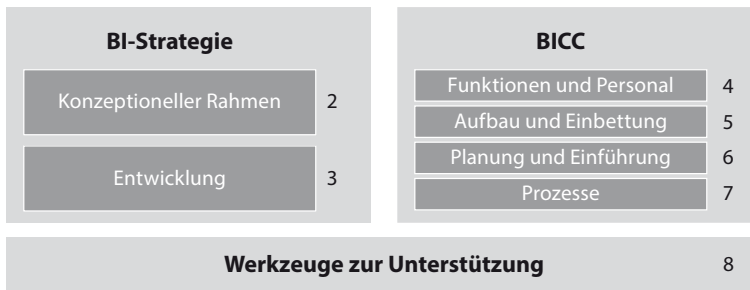 BI-Strategie
Konzeptioneller Rahmen 2
Entwicklung 3
BICC
Funktionen und Personal 4
Aufbau und Einbettung 5
Planung und Einführung 6
Prozesse 7
Werkzeuge zur Unterstützung 8